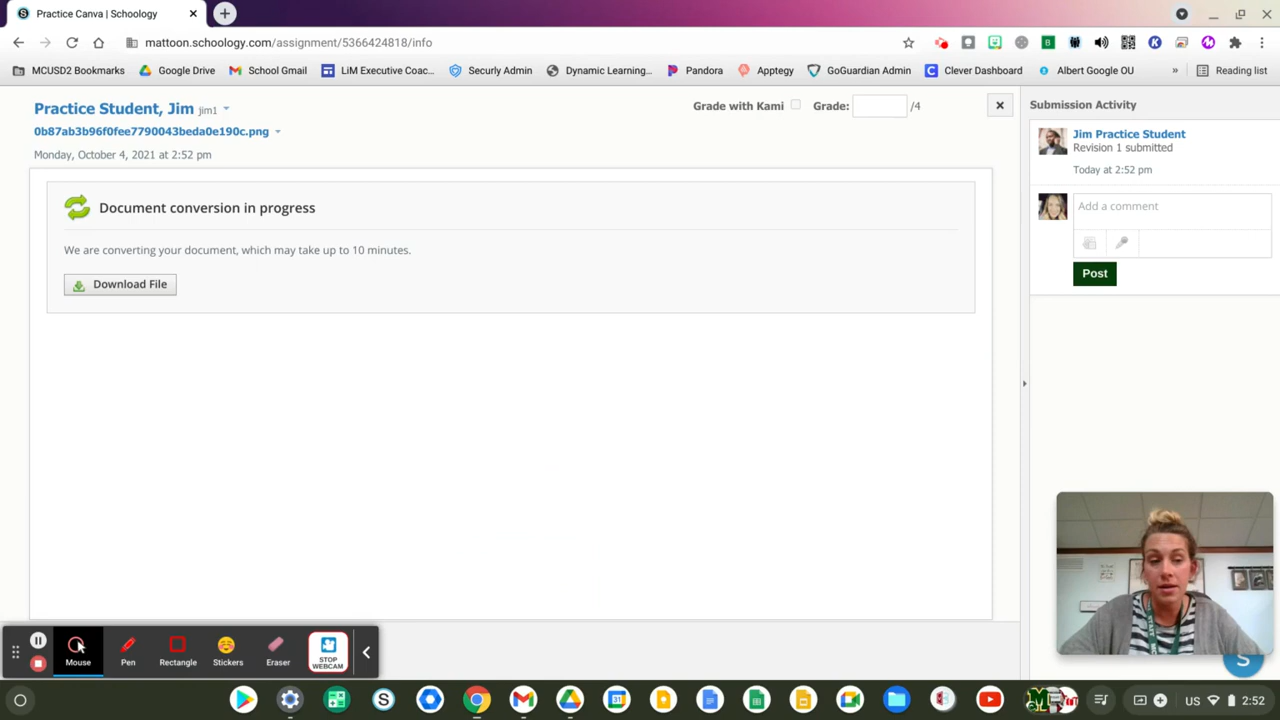 Practice Canva | Schoology
mattoon.schoology.com/assignment/5366424818/info
MCUSD2 Bookmarks
Google Drive
School Gmail
LiM Executive Coac...
Securly Admin
Dynamic Learning...
Pandora
Apptegy
GoGuardian Admin
Clever Dashboard
Albert Google OU
»
Reading list
Practice Student, Jim jim1
Grade with Kami
Grade: /4
Submission Activity
0b87ab3b96f0fee7790043beda0e190c.png
Monday, October 4, 2021 at 2:52 pm
Jim Practice Student
Revision 1 submitted
Today at 2:52 pm
Document conversion in progress
We are converting your document, which may take up to 10 minutes.
Download File
Add a comment
Post
Mouse
Pen
Rectangle
Stickers
Eraser
STOP
WEBCAM
S
US
2:52